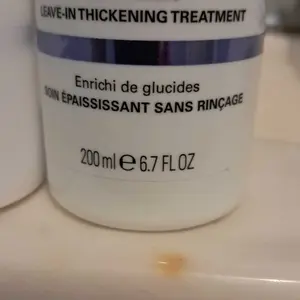 LEAVE-IN THICKENING TREATMENT
Enrichi de glucides
SOIN ÉPAISSISSANT SANS RINÇAGE
200 ml e 6.7 FL OZ